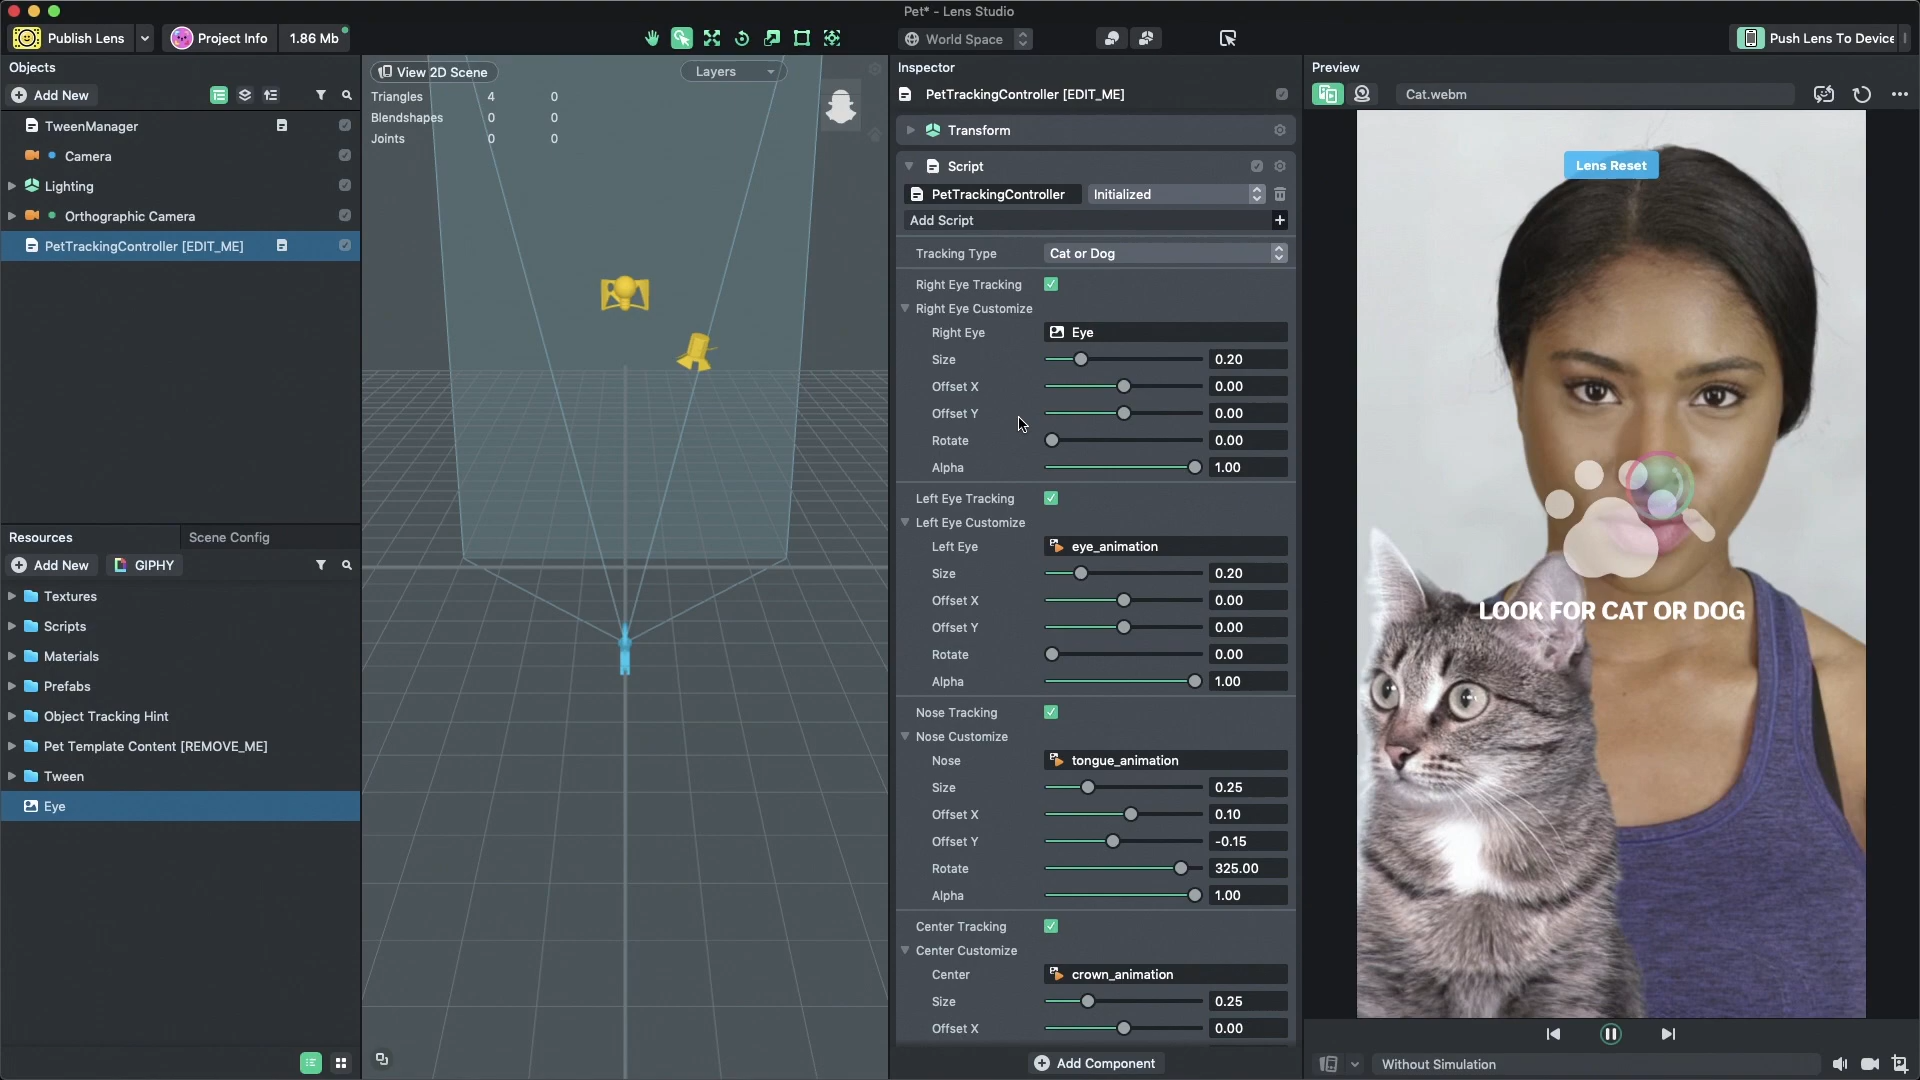 Pet* - Lens Studio
Publish Lens
Project Info
1.86 Mb
World Space
Push Lens To Device
Objects
Add New
TweenManager
Camera
Lighting
Orthographic Camera
PetTrackingController [EDIT_ME]
Resources
Scene Config
Add New
GIPHY
Textures
Scripts
Materials
Prefabs
Object Tracking Hint
Pet Template Content [REMOVE_ME]
Tween
Eye
View 2D Scene
Layers
Triangles 4 0
Blendshapes 0 0
Joints 0 0
Inspector
PetTrackingController [EDIT_ME]
Transform
Script
PetTrackingController Initialized
Add Script
Tracking Type Cat or Dog
Right Eye Tracking
Right Eye Customize
Right Eye Eye
Size 0.20
Offset X 0.00
Offset Y 0.00
Rotate 0.00
Alpha 1.00
Left Eye Tracking
Left Eye Customize
Left Eye eye_animation
Size 0.20
Offset X 0.00
Offset Y 0.00
Rotate 0.00
Alpha 1.00
Nose Tracking
Nose Customize
Nose tongue_animation
Size 0.25
Offset X 0.10
Offset Y -0.15
Rotate 325.00
Alpha 1.00
Center Tracking
Center Customize
Center crown_animation
Size 0.25
Offset X 0.00
Add Component
Preview
Cat.webm
Lens Reset
LOOK FOR CAT OR DOG
Without Simulation